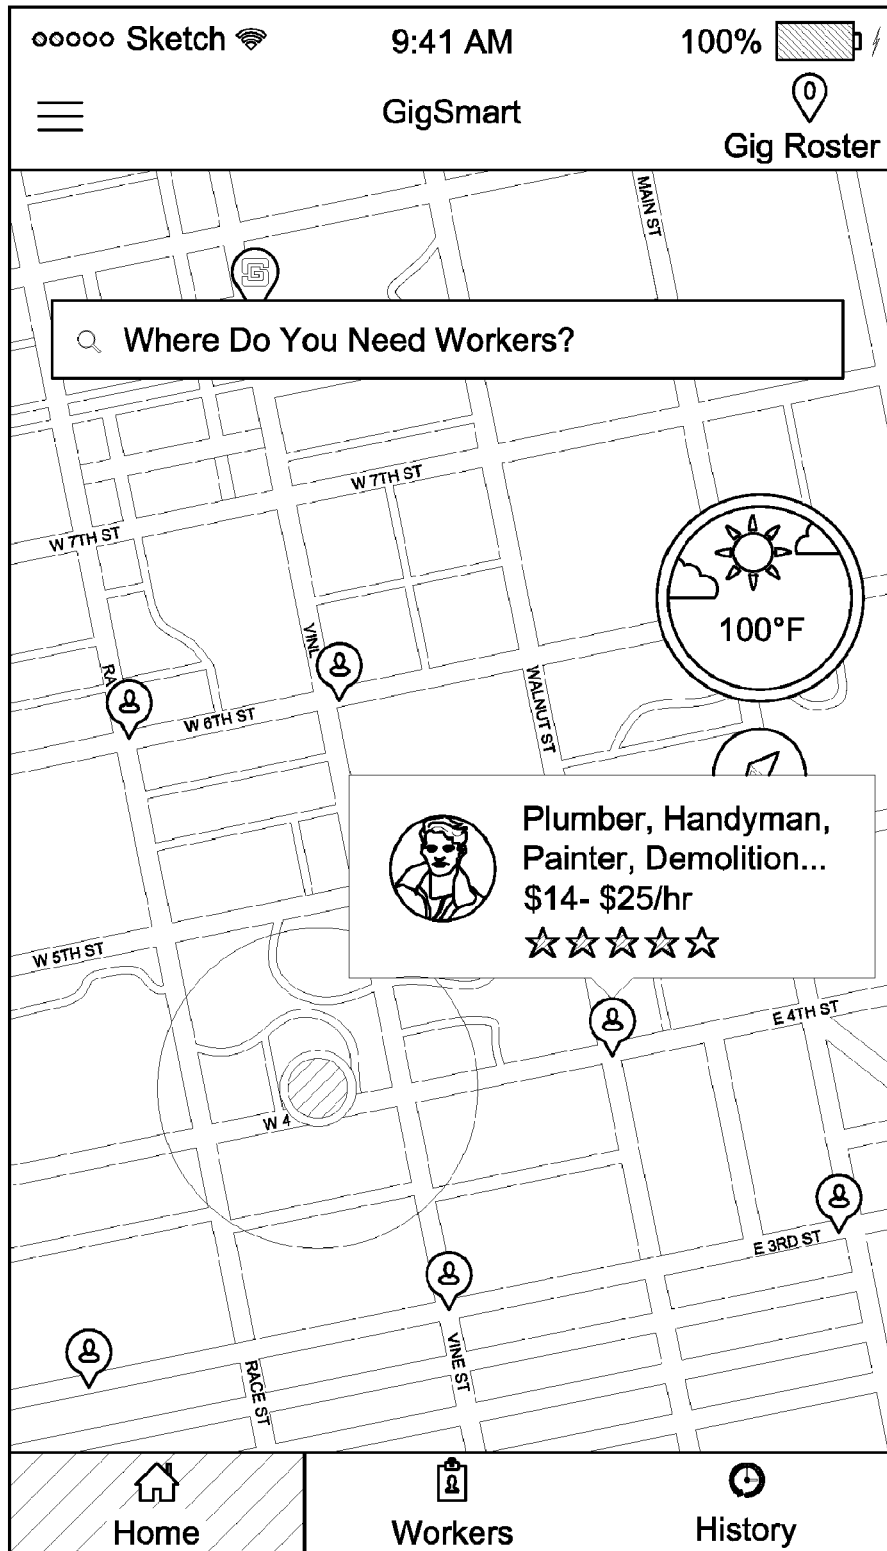 Sketch 9:41 AM 100%
GigSmart
0
Gig Roster
MAIN ST
G
Where Do You Need Workers?
W 7TH ST
W 7TH ST
100°F
VINE
RA
WALNUT ST
W 6TH ST
Plumber, Handyman,
Painter, Demolition...
$14- $25/hr
W 5TH ST
E 4TH ST
W 4
E 3RD ST
VINE ST
RACE ST
Home Workers History